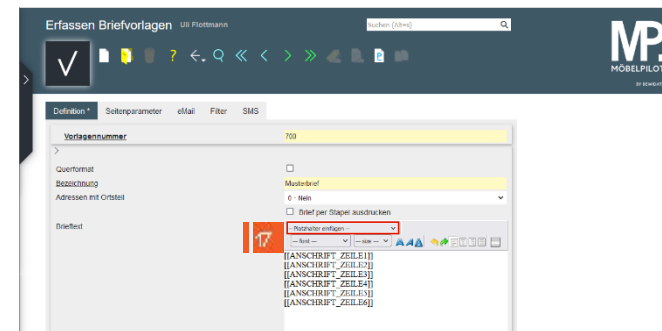 Erfassen Briefvorlagen Uli Flottmann
Suchen (Alt+s)
MP.
MÖBELPILOT
Definition * Seitenparameter eMail Filter SMS
Vorlagennummer 700
Querformat
Bezeichnung Musterbrief
Adressen mit Ortsteil 0 - Nein
Brief per Stapel ausdrucken
Brieftext -- Platzhalter einfügen --
17
-- font -- -- size --
[[ANSCHRIFT_ZEILE1]]
[[ANSCHRIFT_ZEILE2]]
[[ANSCHRIFT_ZEILE3]]
[[ANSCHRIFT_ZEILE4]]
[[ANSCHRIFT_ZEILE5]]
[[ANSCHRIFT_ZEILE6]]